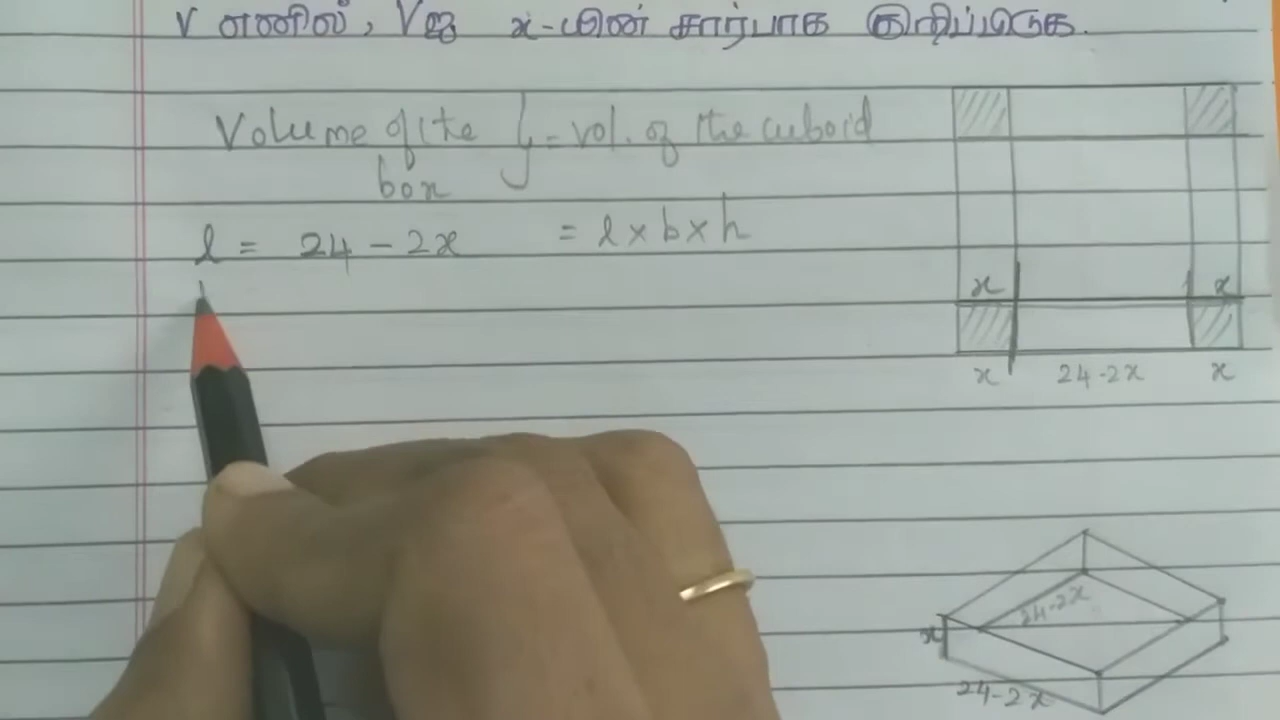 V எனில், Vஐ x-யின் சார்பாக குறிப்பிடுக.
Volume of the } = vol. of the cuboid
box
l = 24 - 2x = l x b x h
x x
x 24-2x x
24-2x
x
24-2x